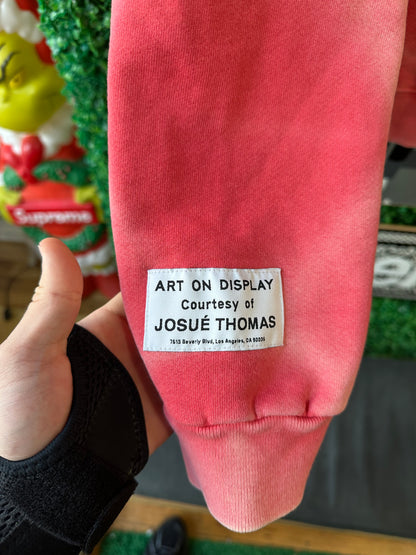 Supreme
ART ON DISPLAY
Courtesy of
JOSUÉ THOMAS
7513 Beverly Blvd, Los Angeles, CA 90036